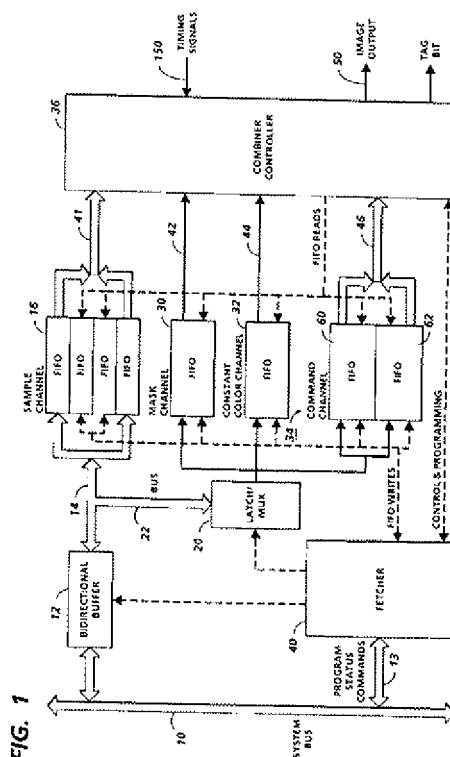 FIG. 1
SYSTEM
BUS
10
BIDIRECTIONAL
BUFFER
12
14
I BUS
22
20
LATCH/
MUX
PROGRAM
STATUS
COMMANDS
13
40
FETCHER
SAMPLE
CHANNEL
16
FIFO
FIFO
FIFO
FIFO
MASK
CHANNEL
30
FIFO
CONSTANT
COLOR CHANNEL
32
FIFO
34
COMMAND
CHANNEL
60
FIFO
FIFO
62
FIFO WRITES
CONTROL & PROGRAMMING
41
42
44
46
FIFO READS
36
COMBINER
CONTROLLER
150
TIMING
SIGNALS
50
IMAGE
OUTPUT
TAG
BIT